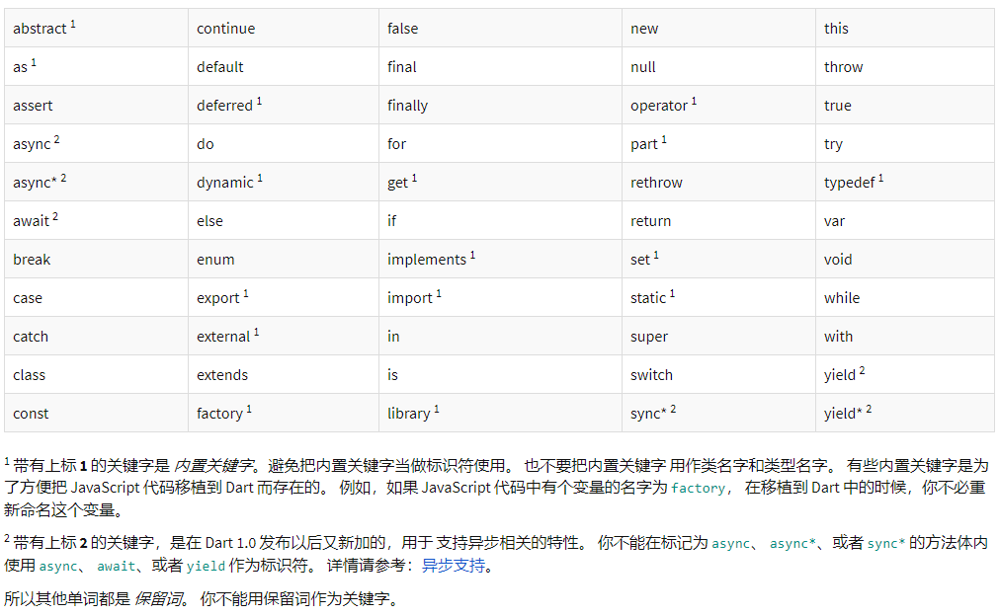 abstract 1 continue false new this
as 1 default final null throw
assert deferred 1 finally operator 1 true
async 2 do for part 1 try
async* 2 dynamic 1 get 1 rethrow typedef 1
await 2 else if return var
break enum implements 1 set 1 void
case export 1 import 1 static 1 while
catch external 1 in super with
class extends is switch yield 2
const factory 1 library 1 sync* 2 yield* 2
1 带有上标 1 的关键字是 内置关键字。避免把内置关键字当做标识符使用。 也不要把内置关键字 用作类名字和类型名字。 有些内置关键字是为
了方便把 JavaScript 代码移植到 Dart 而存在的。 例如，如果 JavaScript 代码中有个变量的名字为 factory， 在移植到 Dart 中的时候，你不必重
新命名这个变量。
2 带有上标 2 的关键字，是在 Dart 1.0 发布以后又新加的，用于 支持异步相关的特性。 你不能在标记为 async、 async*、或者 sync* 的方法体内
使用 async、 await、或者 yield 作为标识符。 详情请参考：异步支持。
所以其他单词都是 保留词。 你不能用保留词作为关键字。